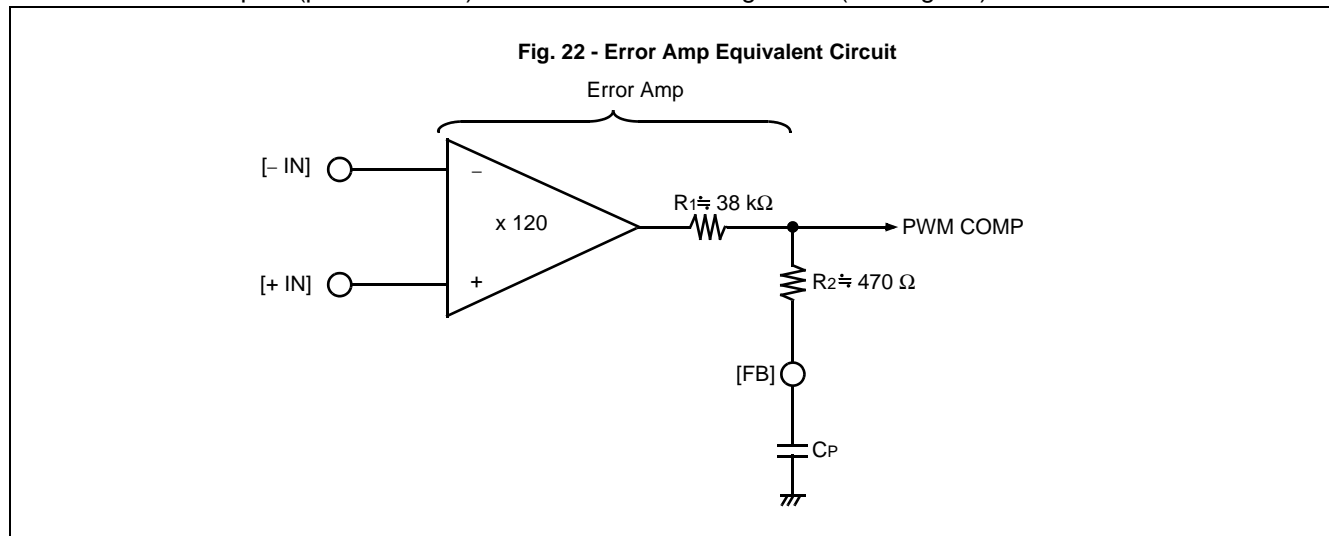 Fig. 22 - Error Amp Equivalent Circuit
Error Amp
[− IN]
−
x 120
R1≒ 38 kΩ
PWM COMP
[+ IN]
+
R2≒ 470 Ω
[FB]
CP